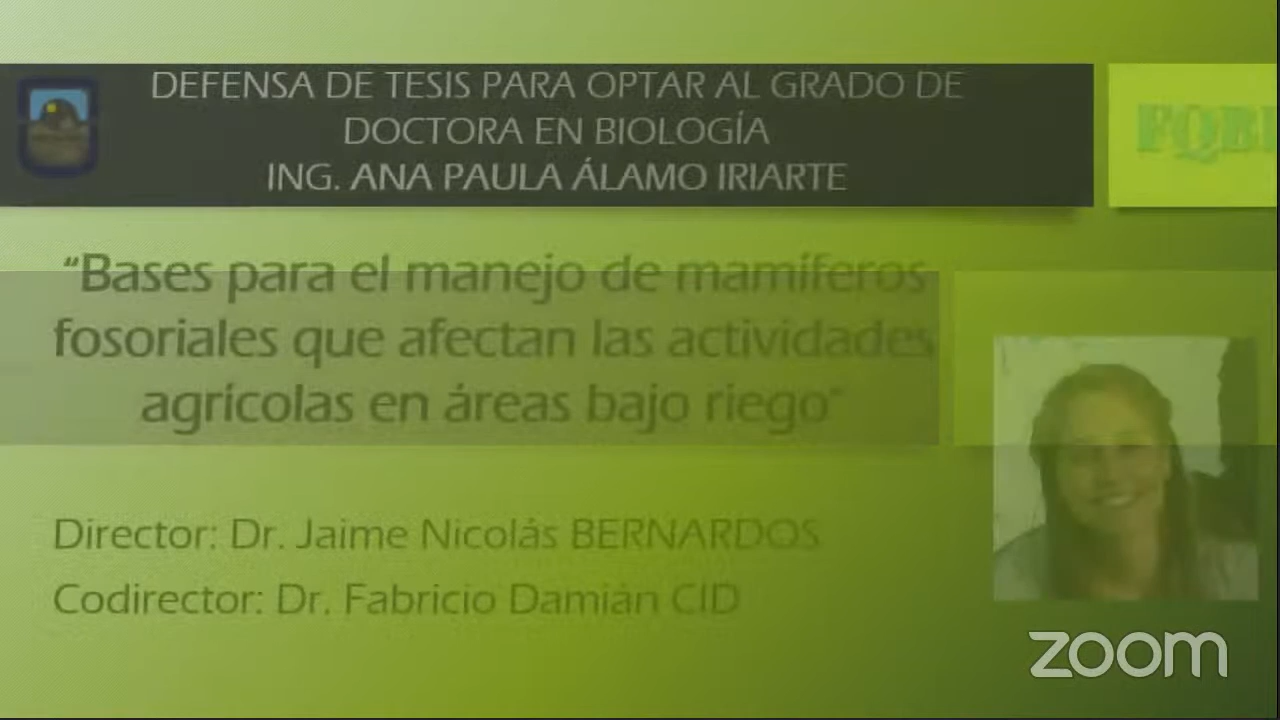 DEFENSA DE TESIS PARA OPTAR AL GRADO DE
DOCTORA EN BIOLOGÍA
ING. ANA PAULA ÁLAMO IRIARTE
FQB
“Bases para el manejo de mamíferos
fosoriales que afectan las actividades
agrícolas en áreas bajo riego”
Director: Dr. Jaime Nicolás BERNARDOS
Codirector: Dr. Fabricio Damián CID
zoom